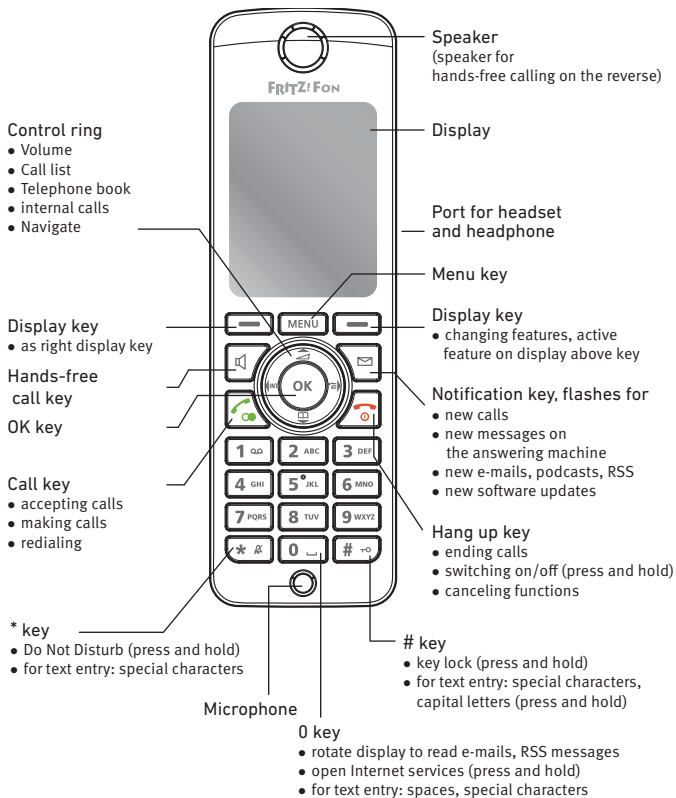 Speaker
(speaker for
hands-free calling on the reverse)
FRITZ! FON
Display
Control ring
• Volume
• Call list
• Telephone book
• internal calls
• Navigate
Port for headset
and headphone
Menu key
MENU
Display key
• as right display key
Display key
• changing features, active
feature on display above key
Hands-free
call key
OK key
INT
OK
Notification key, flashes for
• new calls
• new messages on
the answering machine
• new e-mails, podcasts, RSS
• new software updates
1
2 ABC
3 DEF
4 GHI
5 JKL
6 MNO
7 PQRS
8 TUV
9 WXYZ
*
0
#
Call key
• accepting calls
• making calls
• redialing
Hang up key
• ending calls
• switching on/off (press and hold)
• canceling functions
* key
• Do Not Disturb (press and hold)
• for text entry: special characters
# key
• key lock (press and hold)
• for text entry: special characters,
capital letters (press and hold)
Microphone
0 key
• rotate display to read e-mails, RSS messages
• open Internet services (press and hold)
• for text entry: spaces, special characters